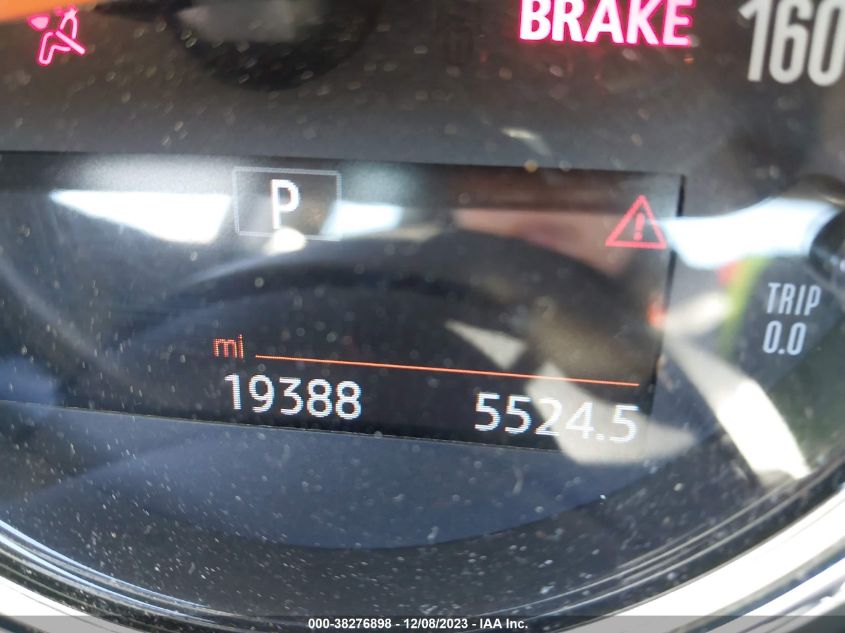 BRAKE
160
P
TRIP
0.0
mi
19388 5524.5
000-38276898 - 12/08/2023 - IAA Inc.